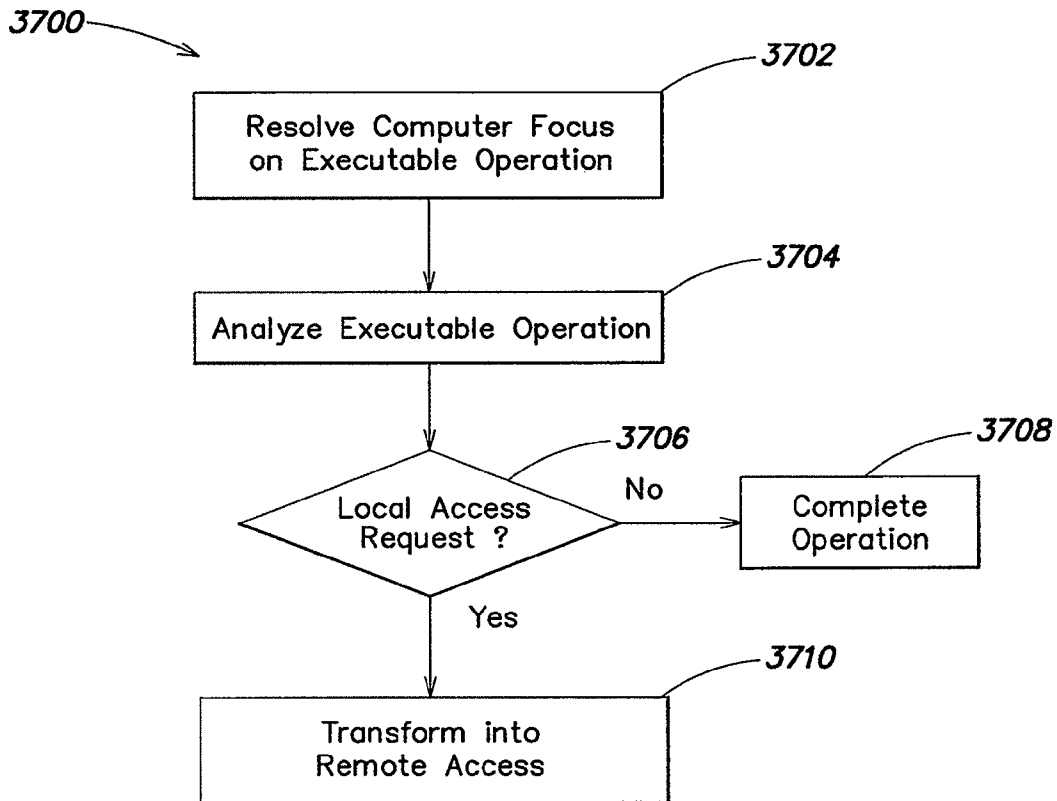 3700
3702
Resolve Computer Focus
on Executable Operation
3704
Analyze Executable Operation
3706
3708
Local Access
Request ?
No
Complete
Operation
Yes
3710
Transform into
Remote Access